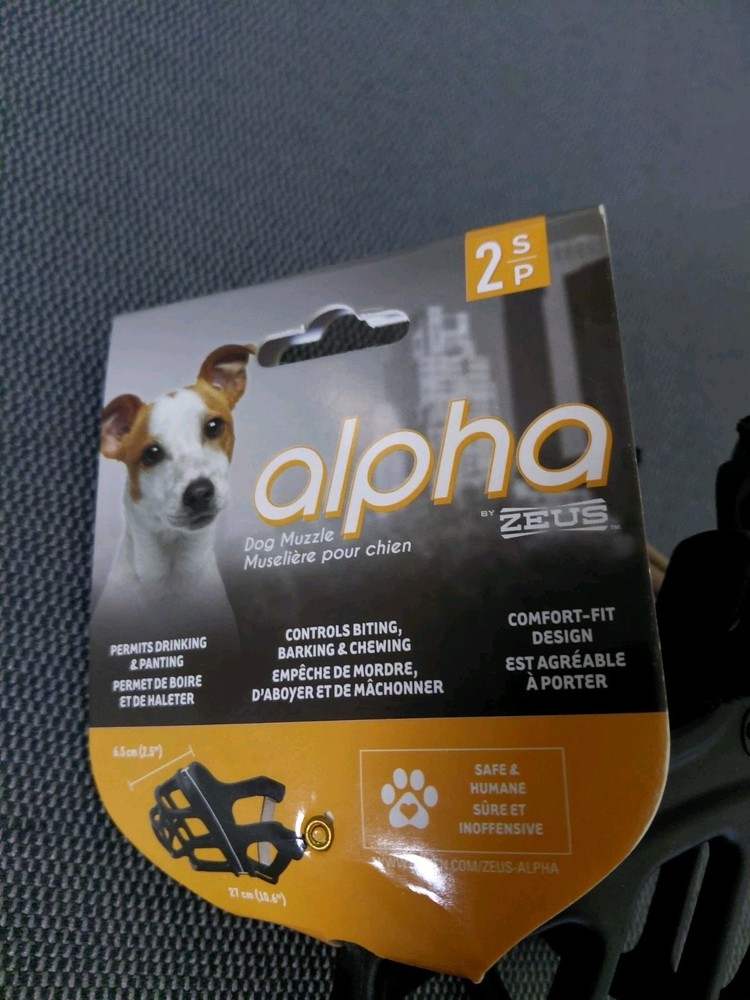 2 S
P
alpha
BY ZEUS™
Dog Muzzle
Muselière pour chien
PERMITS DRINKING
& PANTING
PERMET DE BOIRE
ET DE HALETER
CONTROLS BITING,
BARKING & CHEWING
EMPÊCHE DE MORDRE,
D'ABOYER ET DE MÂCHONNER
COMFORT-FIT
DESIGN
EST AGRÉABLE
À PORTER
6.5 cm (2.5")
27 cm (10.6")
SAFE &
HUMANE
SÛRE ET
INOFFENSIVE
.COM/ZEUS-ALPHA